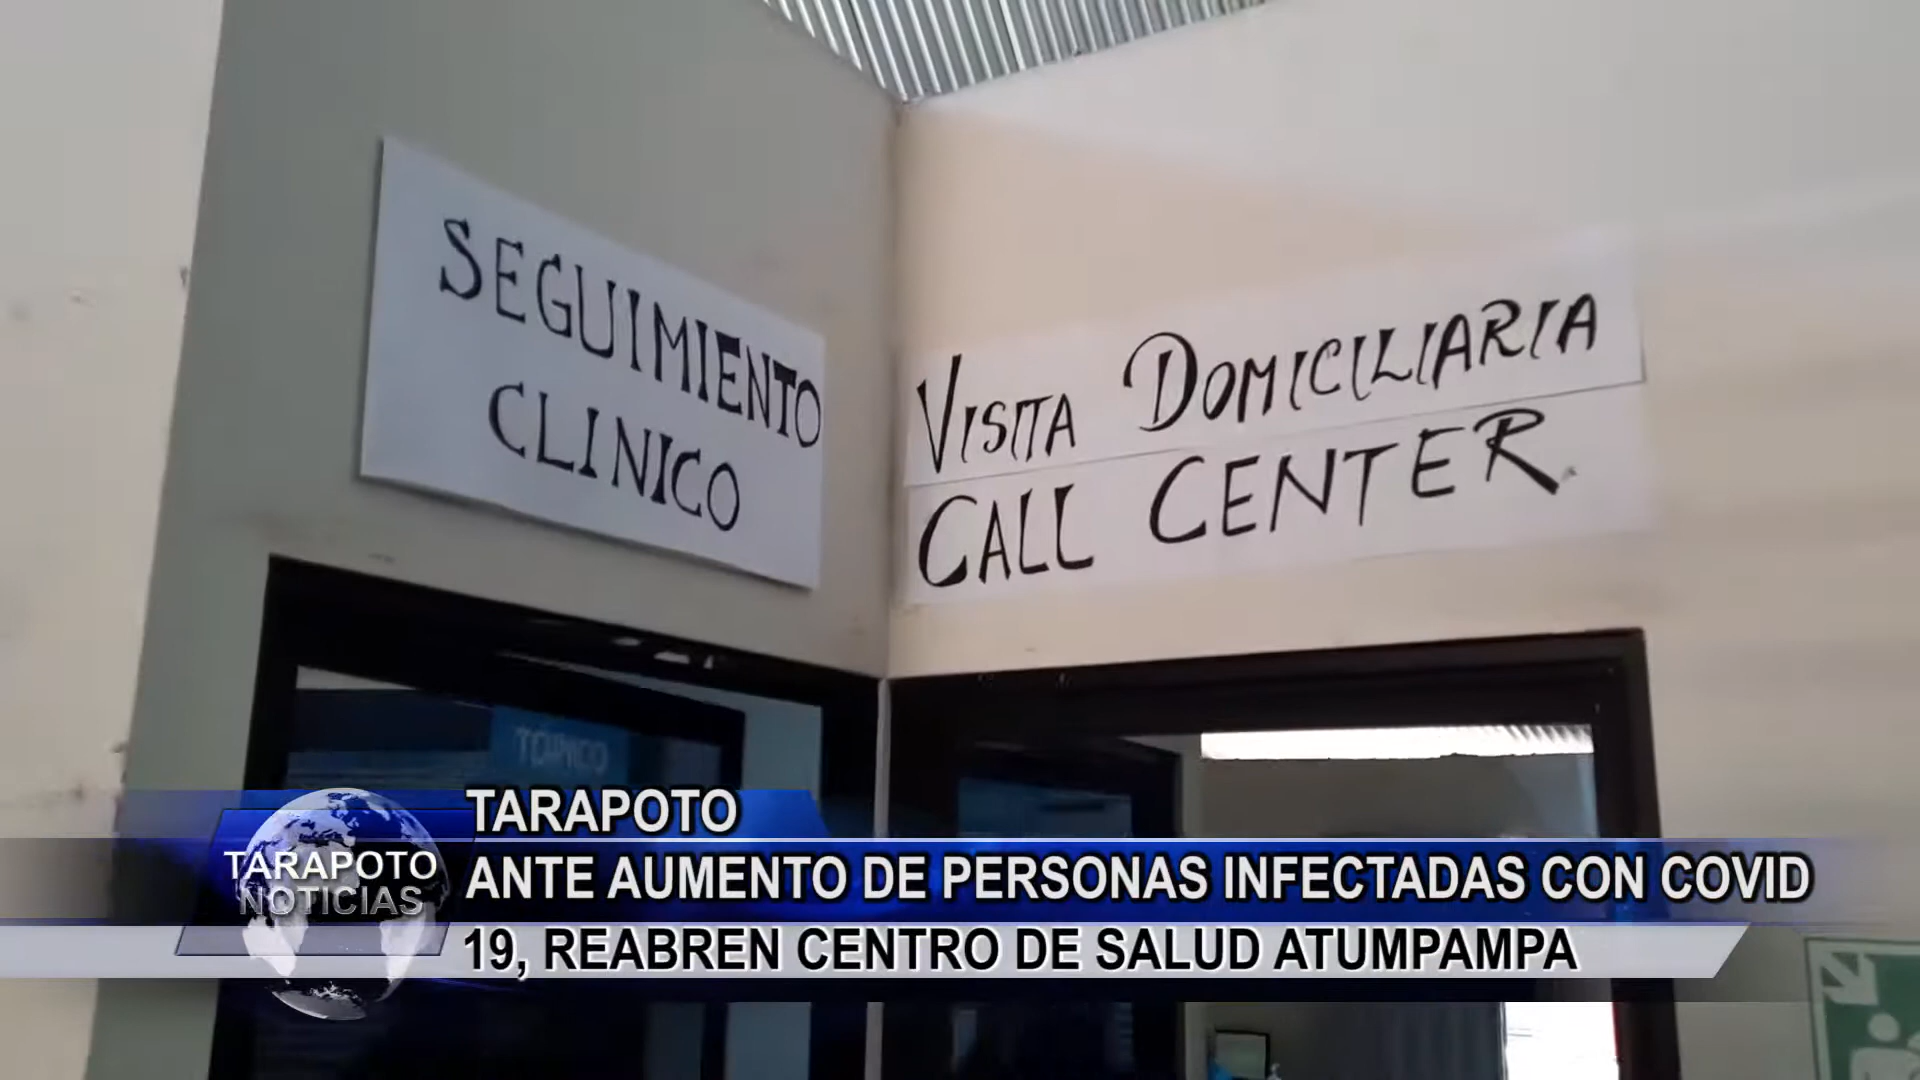 SEGUIMIENTO
CLINICO
VISITA DOMICILIARIA
CALL CENTER
TÓPICO
TARAPOTO
TARAPOTO
NOTICIAS
ANTE AUMENTO DE PERSONAS INFECTADAS CON COVID
19, REABREN CENTRO DE SALUD ATUMPAMPA